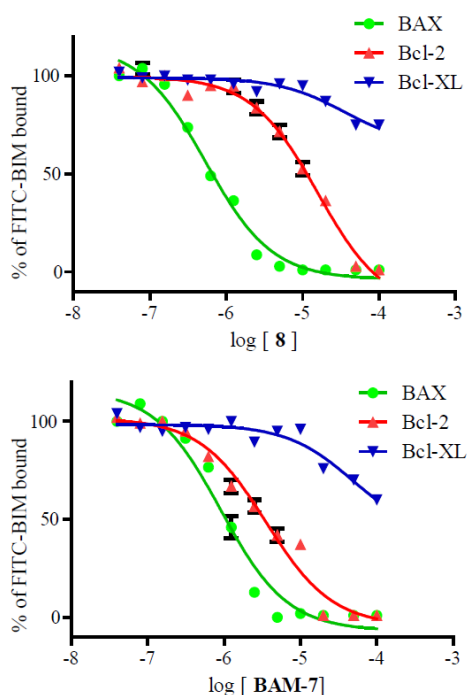 BAX
Bcl-2
Bcl-XL
% of FITC-BIM bound
100
50
0
-8 -7 -6 -5 -4 -3
log [ 8 ]
BAX
Bcl-2
Bcl-XL
% of FITC-BIM bound
100
50
0
-8 -7 -6 -5 -4 -3
log [ BAM-7 ]